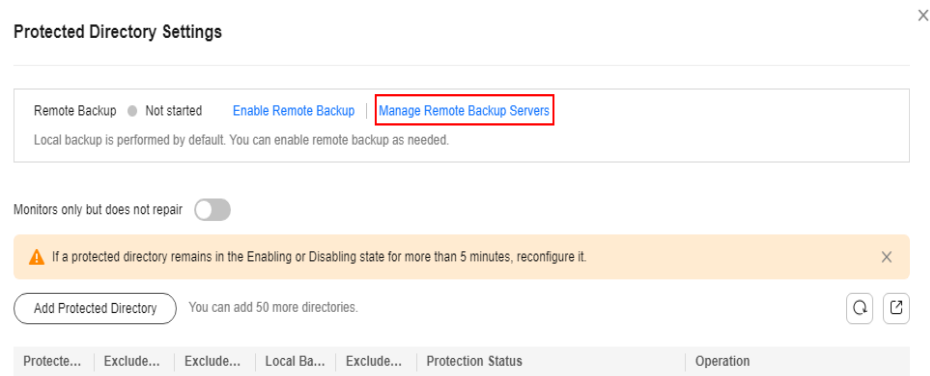 Protected Directory Settings
Remote Backup Not started Enable Remote Backup Manage Remote Backup Servers
Local backup is performed by default. You can enable remote backup as needed.
Monitors only but does not repair
If a protected directory remains in the Enabling or Disabling state for more than 5 minutes, reconfigure it.
Add Protected Directory You can add 50 more directories.
Protecte... Exclude... Exclude... Local Ba... Exclude... Protection Status Operation